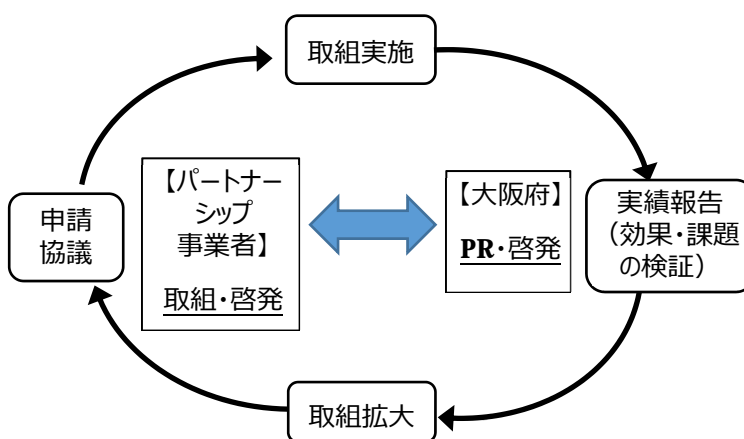 取組実施
【パートナー
シップ
事業者】
取組・啓発
【大阪府】
PR・啓発
申請
協議
実績報告
（効果・課題
の検証）
取組拡大